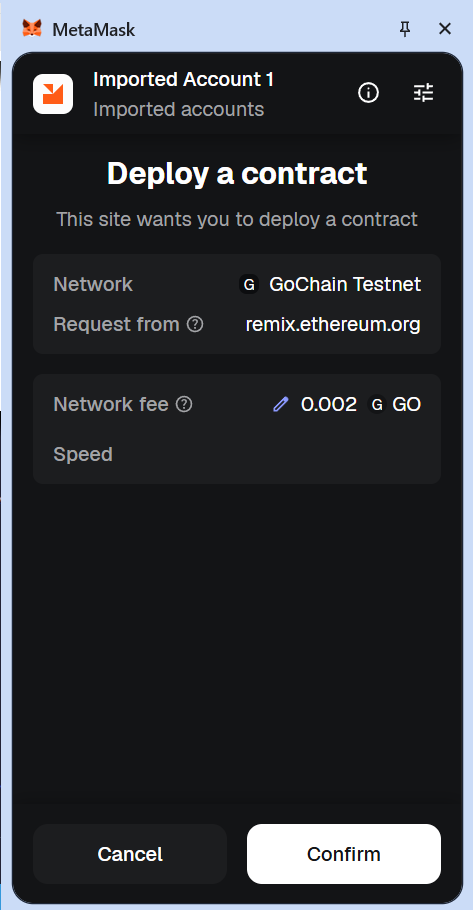 MetaMask
Imported Account 1
Imported accounts
Deploy a contract
This site wants you to deploy a contract
Network G GoChain Testnet
Request from remix.ethereum.org
Network fee 0.002 G GO
Speed
Cancel Confirm